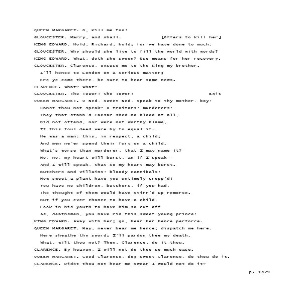 QUEEN MARGARET. O, kill me too!
GLOUCESTER. Marry, and shall. [Offers to kill her]
KING EDWARD. Hold, Richard, hold; for we have done too much.
GLOUCESTER. Why should she live to fill the world with words?
KING EDWARD. What, doth she swoon? Use means for her recovery.
GLOUCESTER. Clarence, excuse me to the King my brother.
I'll hence to London on a serious matter;
Ere ye come there, be sure to hear some news.
CLARENCE. What? what?
GLOUCESTER. The Tower! the Tower! Exit
QUEEN MARGARET. O Ned, sweet Ned, speak to thy mother, boy!
Canst thou not speak? O traitors! murderers!
They that stabb'd Caesar shed no blood at all,
Did not offend, nor were not worthy blame,
If this foul deed were by to equal it.
He was a man: this, in respect, a child;
And men ne'er spend their fury on a child.
What's worse than murderer, that I may name it?
No, no, my heart will burst, an if I speak
And I will speak, that so my heart may burst.
Butchers and villains! bloody cannibals!
How sweet a plant have you untimely cropp'd!
You have no children, butchers, if you had,
The thought of them would have stirr'd up remorse.
But if you ever chance to have a child,
Look in his youth to have him so cut off
As, deathsmen, you have rid this sweet young prince!
KING EDWARD. Away with her; go, bear her hence perforce.
QUEEN MARGARET. Nay, never bear me hence; dispatch me here.
Here sheathe thy sword; I'll pardon thee my death.
What, wilt thou not? Then, Clarence, do it thou.
CLARENCE. By heaven, I will not do thee so much ease.
QUEEN MARGARET. Good Clarence, do; sweet Clarence, do thou do it.
CLARENCE. Didst thou not hear me swear I would not do it?